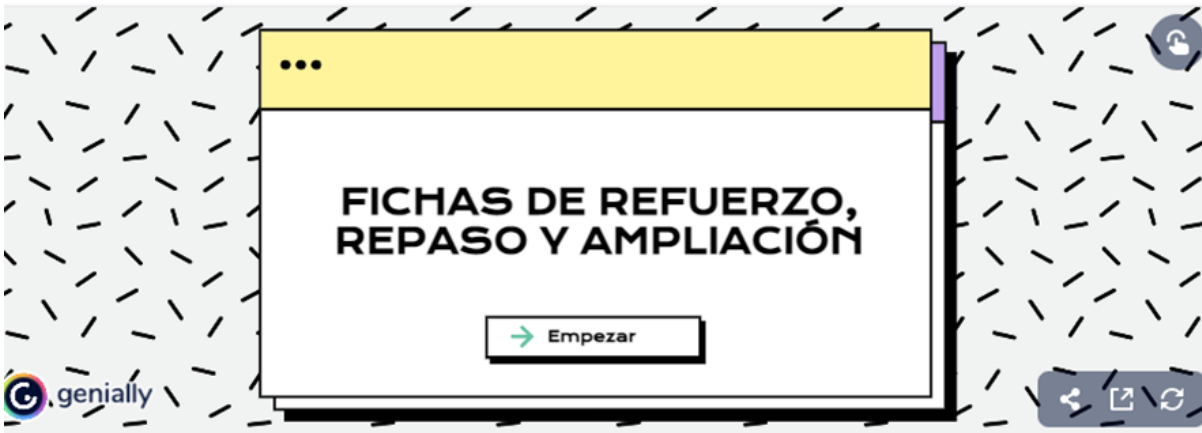 FICHAS DE REFUERZO,
REPASO Y AMPLIACIÓN
Empezar
genially